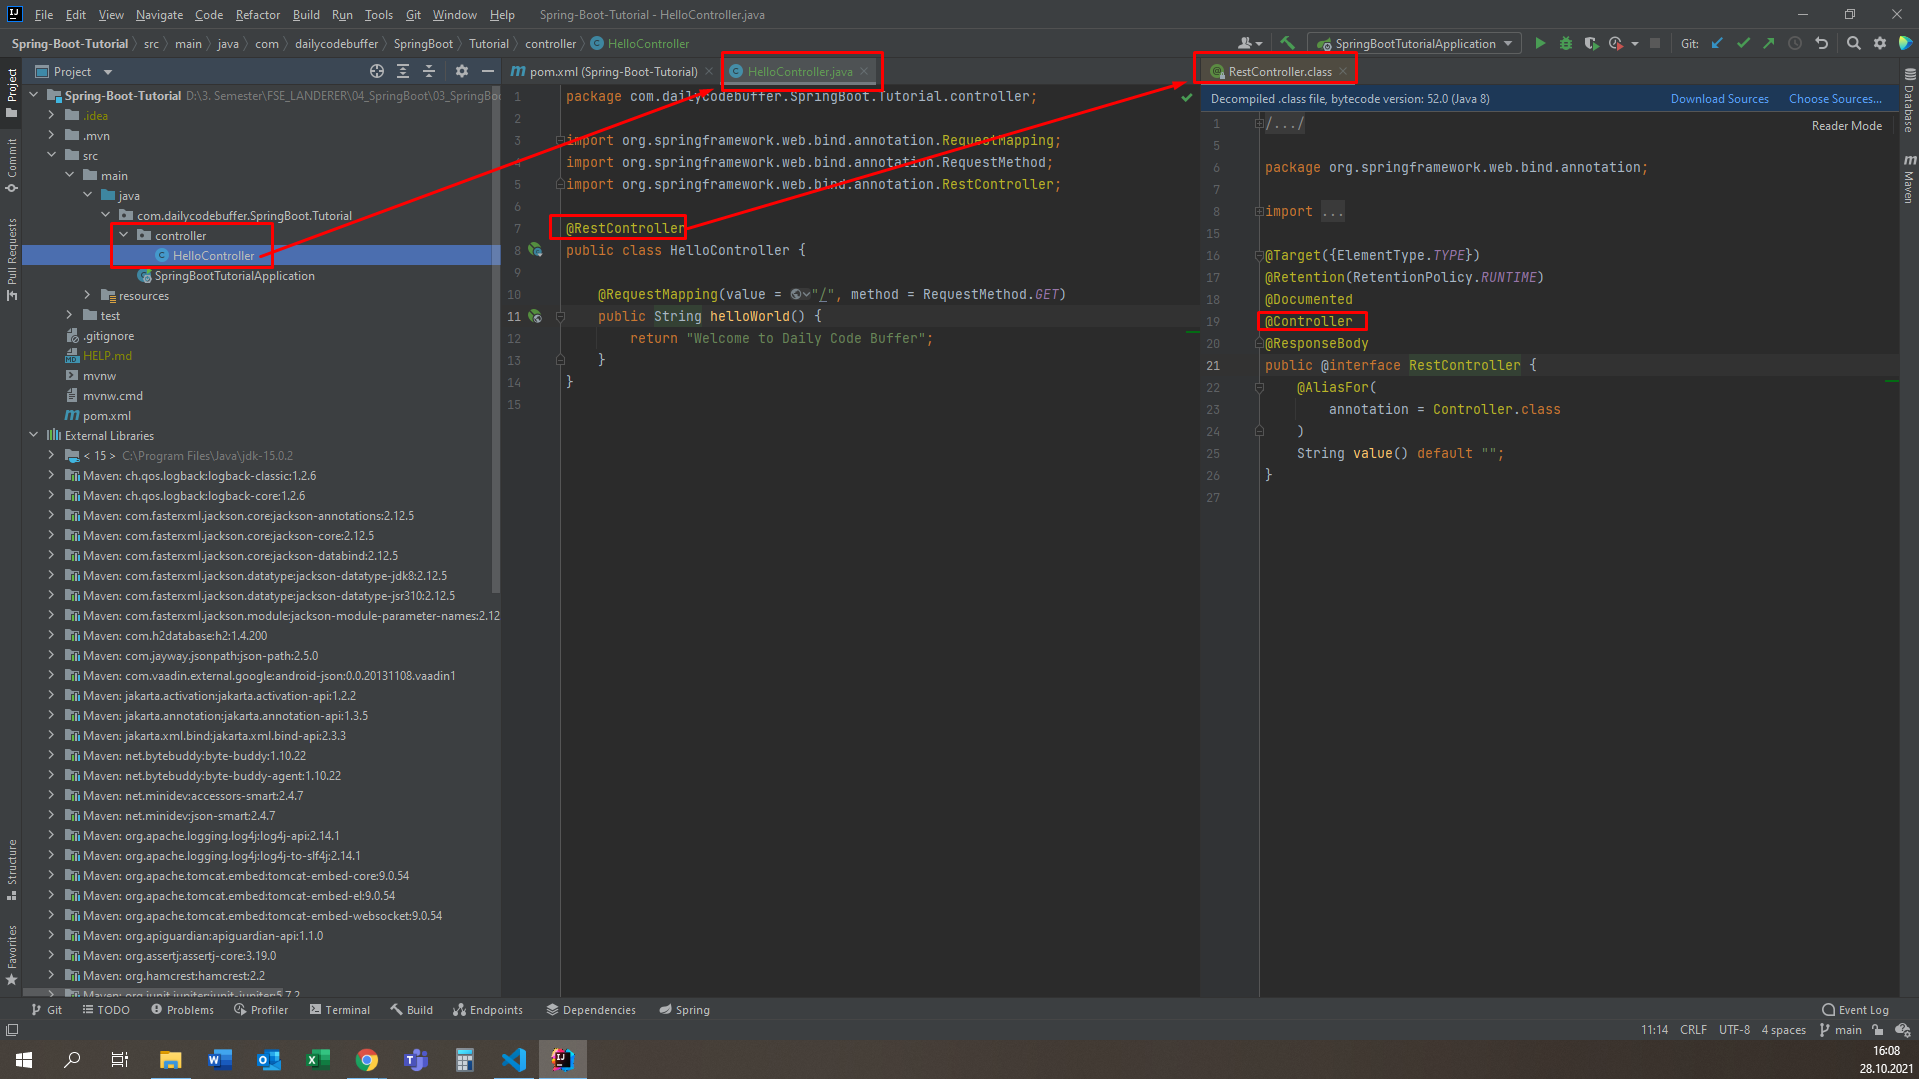 File Edit View Navigate Code Refactor Build Run Tools Git Window Help Spring-Boot-Tutorial - HelloController.java
Spring-Boot-Tutorial src main java com dailycodebuffer SpringBoot Tutorial controller HelloController
SpringBootTutorialApplication Git:
Project
Commit
Pull Requests
Structure
Favorites
Project
Spring-Boot-Tutorial D:\3. Semester\FSE_LANDERER\04_SpringBoot\03_SpringBoo
.idea
.mvn
src
main
java
com.dailycodebuffer.SpringBoot.Tutorial
controller
HelloController
SpringBootTutorialApplication
resources
test
.gitignore
HELP.md
mvnw
mvnw.cmd
pom.xml
External Libraries
< 15 > C:\Program Files\Java\jdk-15.0.2
Maven: ch.qos.logback:logback-classic:1.2.6
Maven: ch.qos.logback:logback-core:1.2.6
Maven: com.fasterxml.jackson.core:jackson-annotations:2.12.5
Maven: com.fasterxml.jackson.core:jackson-core:2.12.5
Maven: com.fasterxml.jackson.core:jackson-databind:2.12.5
Maven: com.fasterxml.jackson.datatype:jackson-datatype-jdk8:2.12.5
Maven: com.fasterxml.jackson.datatype:jackson-datatype-jsr310:2.12.5
Maven: com.fasterxml.jackson.module:jackson-module-parameter-names:2.12
Maven: com.h2database:h2:1.4.200
Maven: com.jayway.jsonpath:json-path:2.5.0
Maven: com.vaadin.external.google:android-json:0.0.20131108.vaadin1
Maven: jakarta.activation:jakarta.activation-api:1.2.2
Maven: jakarta.annotation:jakarta.annotation-api:1.3.5
Maven: jakarta.xml.bind:jakarta.xml.bind-api:2.3.3
Maven: net.bytebuddy:byte-buddy:1.10.22
Maven: net.bytebuddy:byte-buddy-agent:1.10.22
Maven: net.minidev:accessors-smart:2.4.7
Maven: net.minidev:json-smart:2.4.7
Maven: org.apache.logging.log4j:log4j-api:2.14.1
Maven: org.apache.logging.log4j:log4j-to-slf4j:2.14.1
Maven: org.apache.tomcat.embed:tomcat-embed-core:9.0.54
Maven: org.apache.tomcat.embed:tomcat-embed-el:9.0.54
Maven: org.apache.tomcat.embed:tomcat-embed-websocket:9.0.54
Maven: org.apiguardian:apiguardian-api:1.1.0
Maven: org.assertj:assertj-core:3.19.0
Maven: org.hamcrest:hamcrest:2.2
Maven: org.junit.jupiter:junit-jupiter:5.7.2
pom.xml (Spring-Boot-Tutorial) HelloController.java
1 package com.dailycodebuffer.SpringBoot.Tutorial.controller;
2
3 import org.springframework.web.bind.annotation.RequestMapping;
4 import org.springframework.web.bind.annotation.RequestMethod;
5 import org.springframework.web.bind.annotation.RestController;
6
7 @RestController
8 public class HelloController {
9
10 @RequestMapping(value = "/", method = RequestMethod.GET)
11 public String helloWorld() {
12 return "Welcome to Daily Code Buffer";
13 }
14 }
15
RestController.class
Decompiled .class file, bytecode version: 52.0 (Java 8) Download Sources Choose Sources...
Reader Mode
1 /.../
5
6 package org.springframework.web.bind.annotation;
7
8 import ...
15
16 @Target({ElementType.TYPE})
17 @Retention(RetentionPolicy.RUNTIME)
18 @Documented
19 @Controller
20 @ResponseBody
21 public @interface RestController {
22 @AliasFor(
23 annotation = Controller.class
24 )
25 String value() default "";
26 }
27
Database
Maven
Git TODO Problems Profiler Terminal Build Endpoints Dependencies Spring Event Log
11:14 CRLF UTF-8 4 spaces main
16:08
28.10.2021